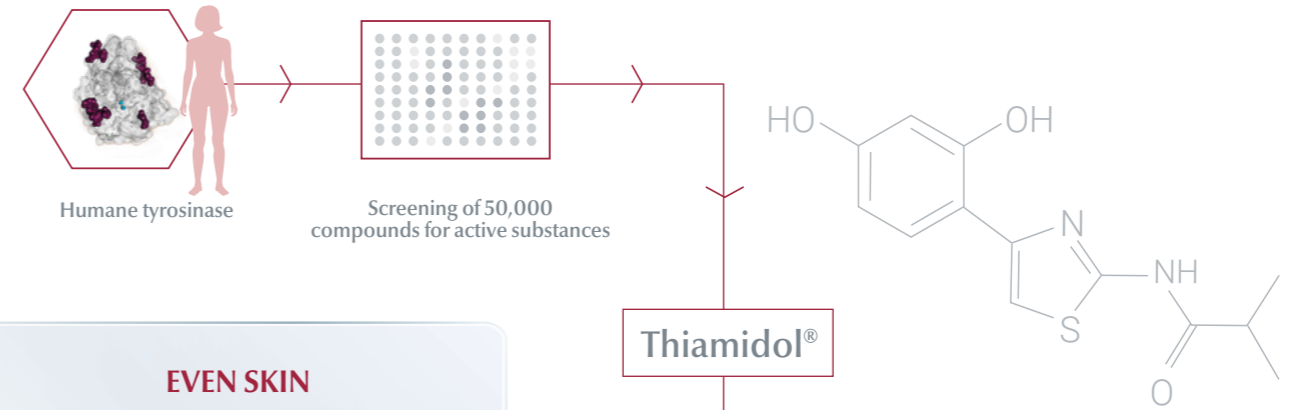 Humane tyrosinase
Screening of 50,000
compounds for active substances
Thiamidol®
HO
OH
N
NH
S
O
EVEN SKIN